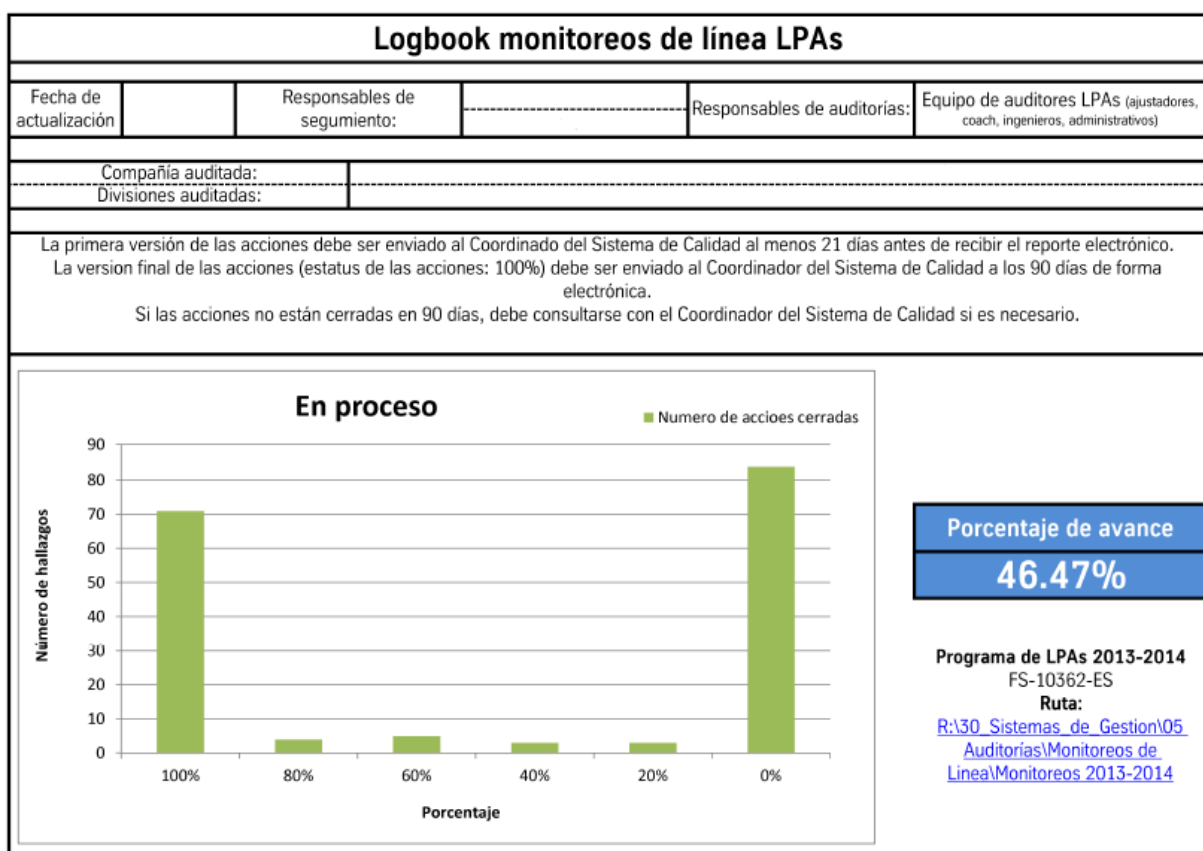 Logbook monitoreos de línea LPAs
Fecha de
actualización
Responsables de
segumiento:
Responsables de auditorías:
Equipo de auditores LPAs (ajustadores,
coach, ingenieros, administrativos)
Compañía auditada:
Divisiones auditadas:
La primera versión de las acciones debe ser enviado al Coordinado del Sistema de Calidad al menos 21 días antes de recibir el reporte electrónico.
La version final de las acciones (estatus de las acciones: 100%) debe ser enviado al Coordinador del Sistema de Calidad a los 90 días de forma
electrónica.
Si las acciones no están cerradas en 90 días, debe consultarse con el Coordinador del Sistema de Calidad si es necesario.
En proceso
Numero de accioes cerradas
Número de hallazgos
90
80
70
60
50
40
30
20
10
0
100%
80%
60%
40%
20%
0%
Porcentaje
Porcentaje de avance
46.47%
Programa de LPAs 2013-2014
FS-10362-ES
Ruta:
R:\30_Sistemas_de_Gestion\05_
Auditorías\Monitoreos de
Linea\Monitoreos 2013-2014